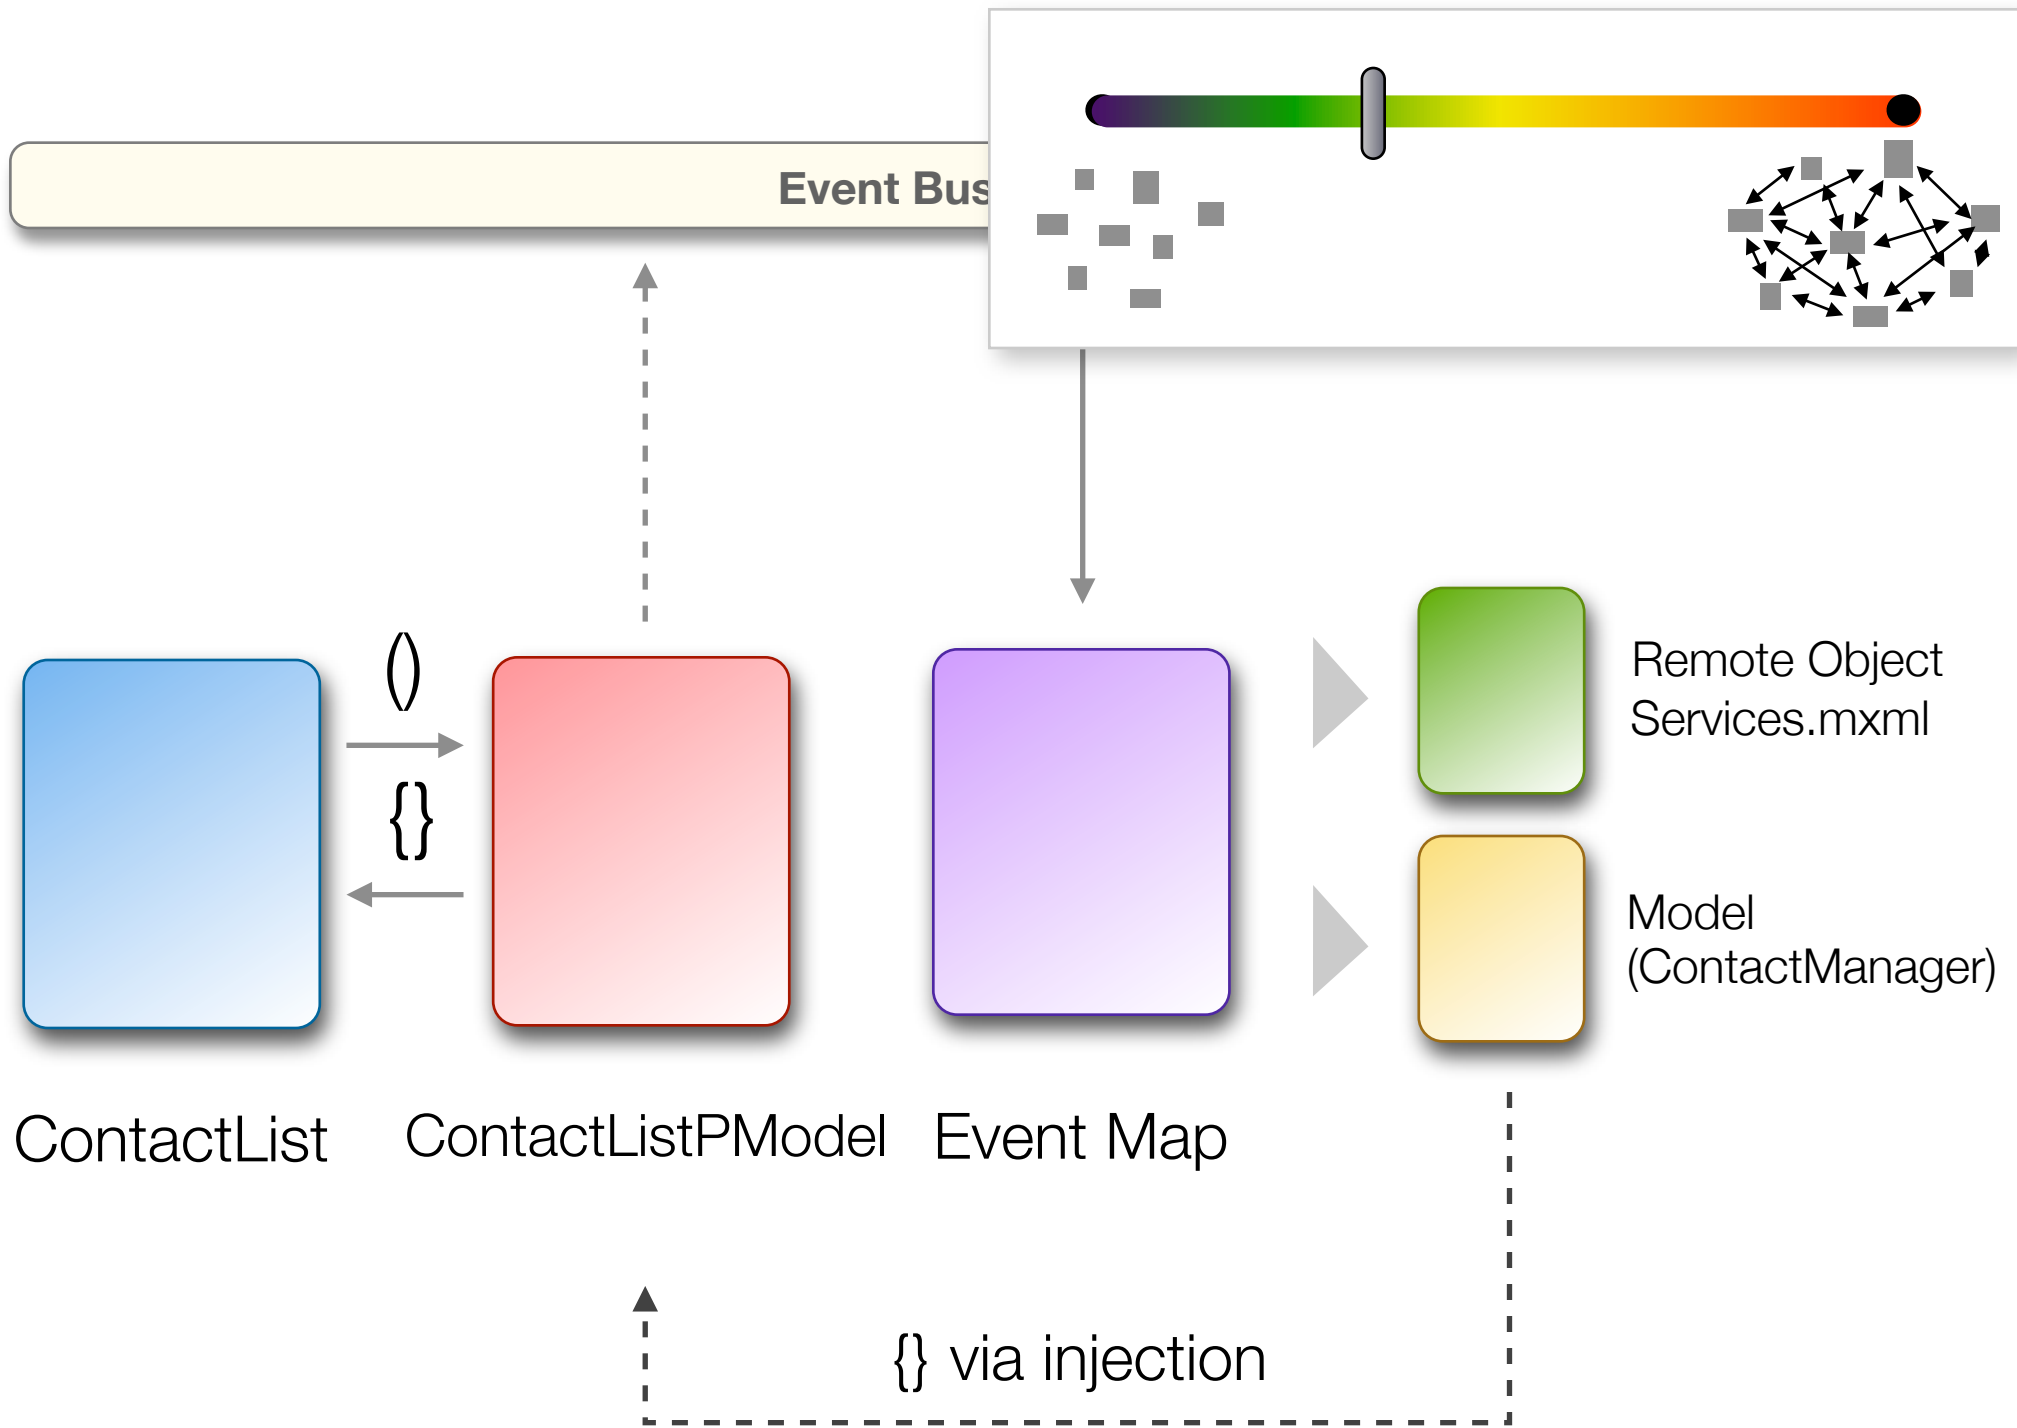 Event Bus
()
{}
Remote Object
Services.mxml
Model
(ContactManager)
ContactList
ContactListPModel
Event Map
{} via injection